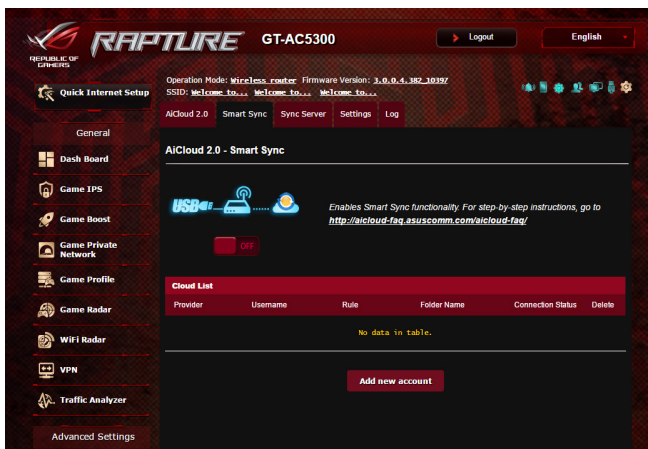 REPUBLIC OF
GAMERS
RAPTURE
GT-AC5300
Logout
English
Quick Internet Setup
General
Dash Board
Game IPS
Game Boost
Game Private
Network
Game Profile
Game Radar
WiFi Radar
VPN
Traffic Analyzer
Advanced Settings
Operation Mode: Wireless router Firmware Version: 3.0.0.4.382_10397
SSID: Welcome to... Welcome to... Welcome to...
AiCloud 2.0 Smart Sync Sync Server Settings Log
AiCloud 2.0 - Smart Sync
USB
Enables Smart Sync functionality. For step-by-step instructions, go to
http://aicloud-faq.asuscomm.com/aicloud-faq/
OFF
Cloud List
Provider Username Rule Folder Name Connection Status Delete
No data in table.
Add new account